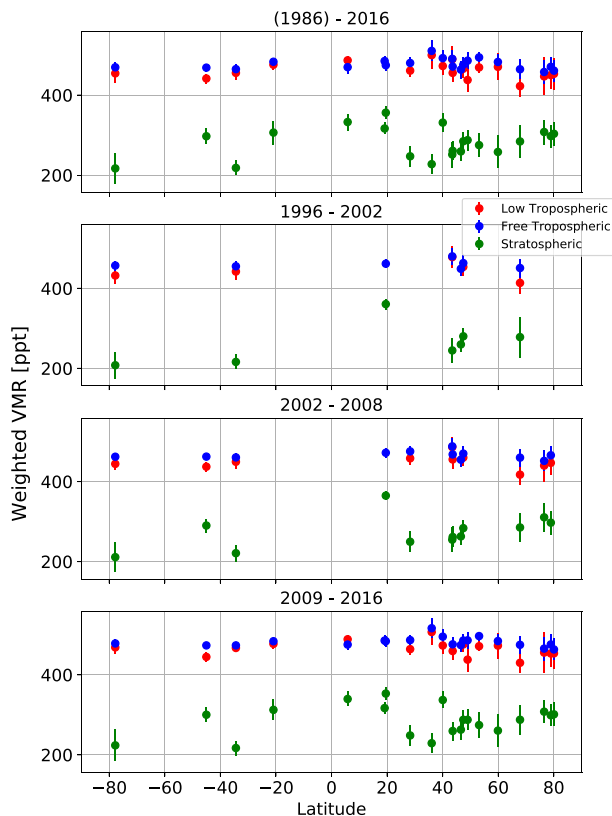 (1986) - 2016
400
200
1996 - 2002
Low Tropospheric
Free Tropospheric
Stratospheric
400
200
Weighted VMR [ppt]
2002 - 2008
400
200
2009 - 2016
400
200
−80 −60 −40 −20 0 20 40 60 80
Latitude